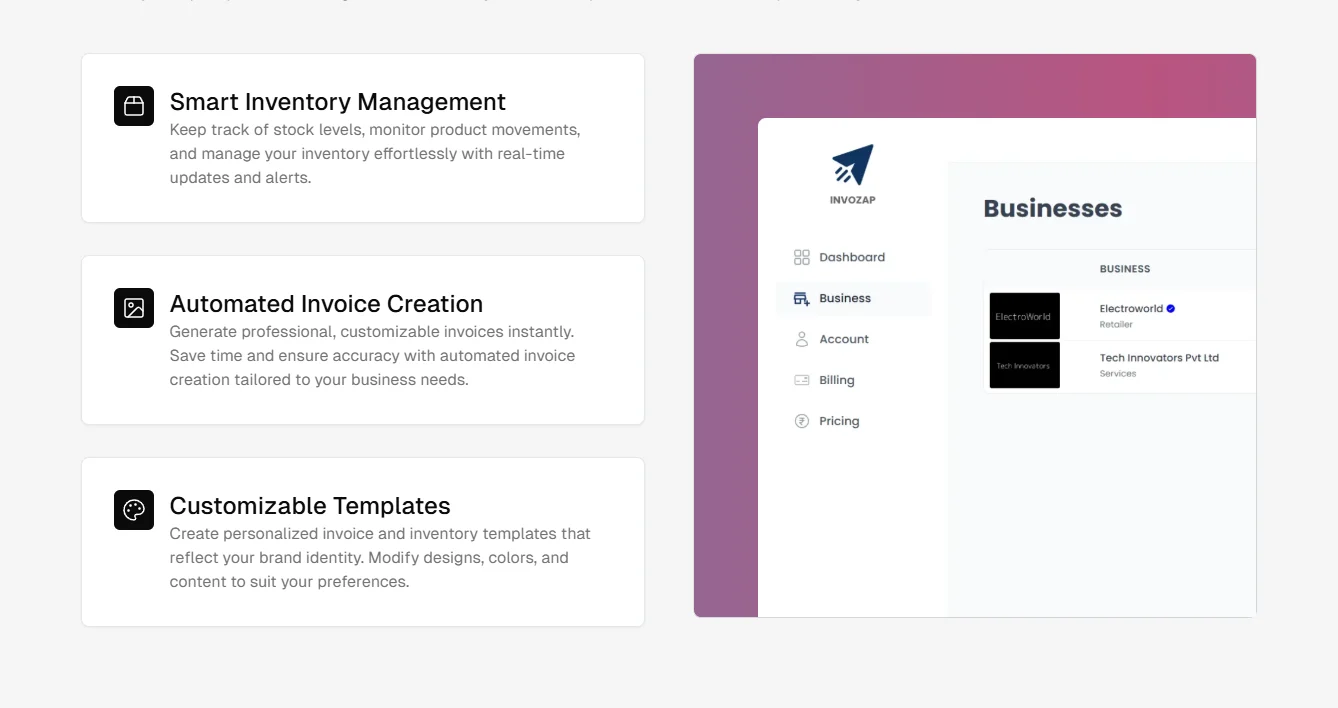 Smart Inventory Management
Keep track of stock levels, monitor product movements,
and manage your inventory effortlessly with real-time
updates and alerts.
Automated Invoice Creation
Generate professional, customizable invoices instantly.
Save time and ensure accuracy with automated invoice
creation tailored to your business needs.
Customizable Templates
Create personalized invoice and inventory templates that
reflect your brand identity. Modify designs, colors, and
content to suit your preferences.
INVOZAP
Dashboard
Business
Account
Billing
Pricing
Businesses
BUSINESS
ElectroWorld
Electroworld
Retailer
Tech Innovators
Tech Innovators Pvt Ltd
Services